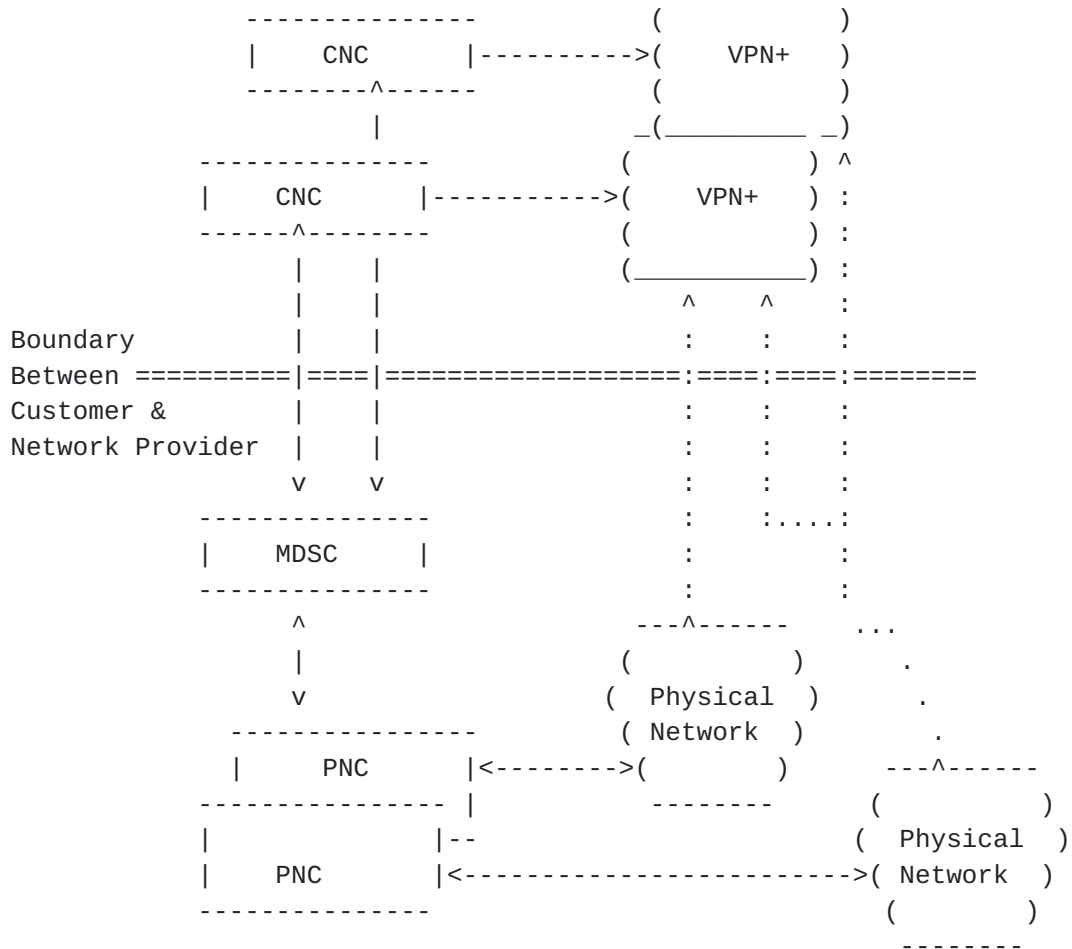 CNC VPN+
CNC VPN+
Boundary
Between
Customer &
Network Provider
MDSC
Physical
Network
PNC
Physical
PNC Network